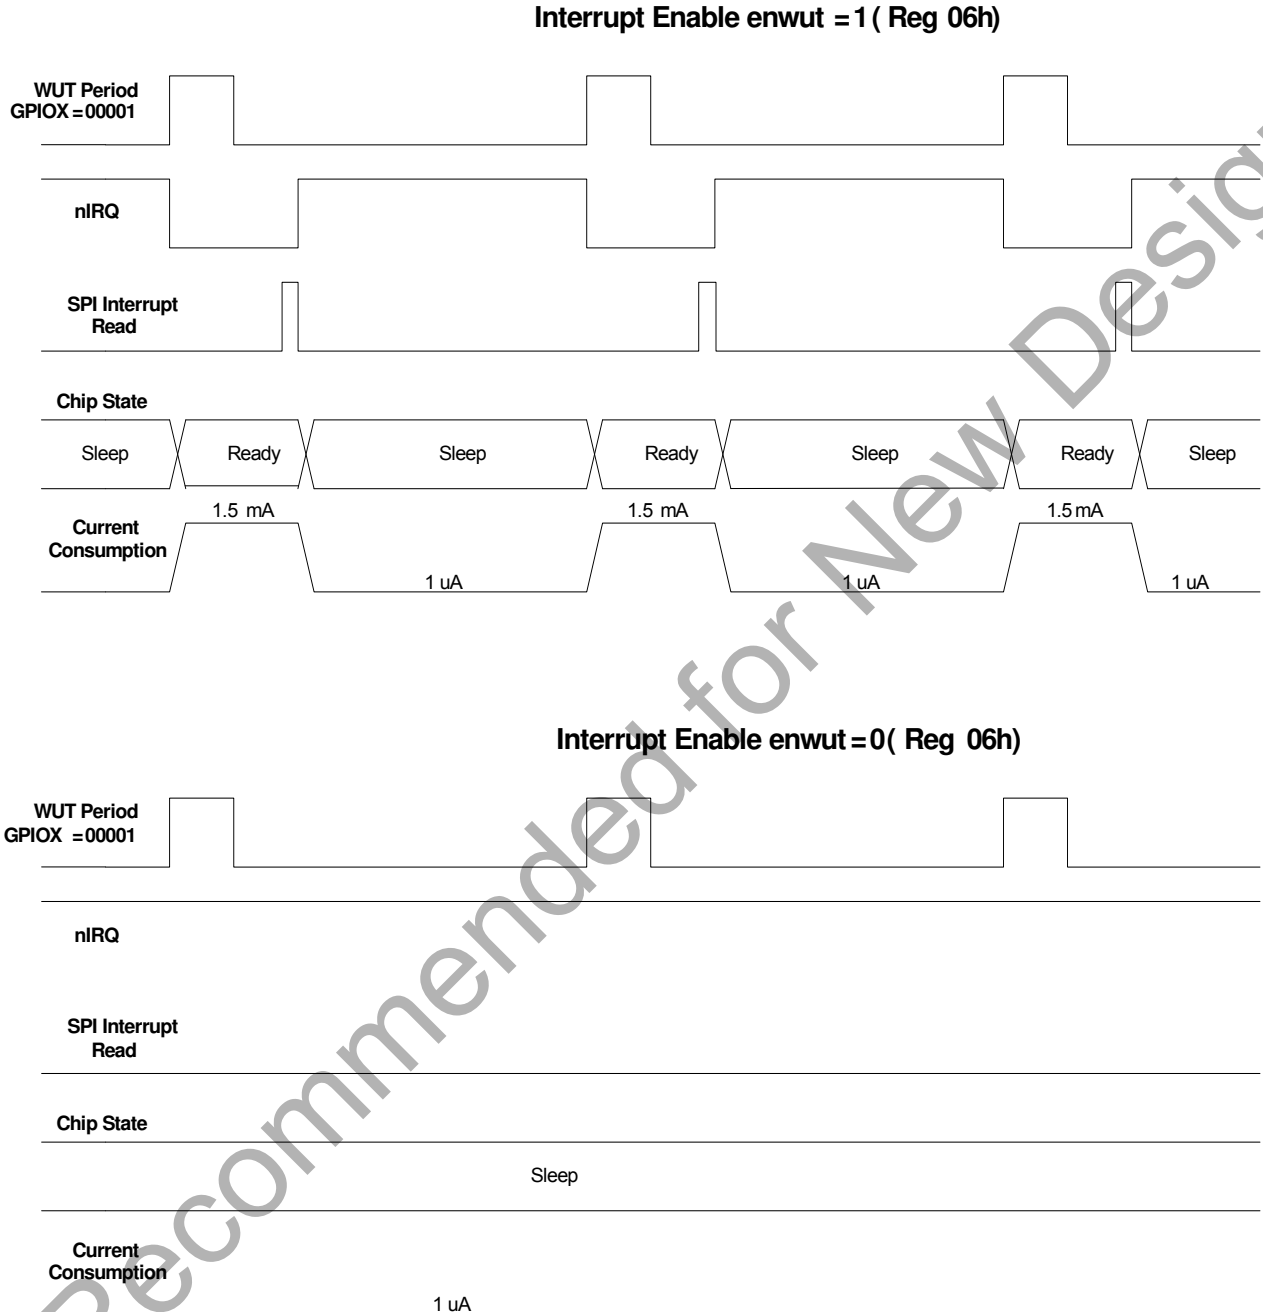 Interrupt Enable enwut =1( Reg 06h)
WUT Period
GPIOX=00001
nIRQ
SPI Interrupt
Read
Chip State
Sleep Ready Sleep Ready Sleep Ready Sleep
1.5 mA 1.5 mA 1.5 mA
Current
Consumption
1 uA 1 uA 1 uA
Interrupt Enable enwut=0( Reg 06h)
WUT Period
GPIOX =00001
nIRQ
SPI Interrupt
Read
Chip State
Sleep
Current
Consumption
1 uA
Recommended for New Desig